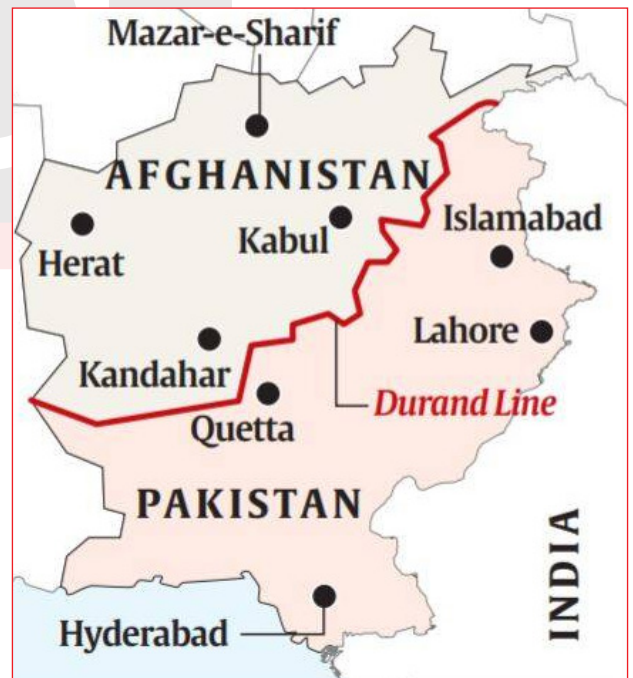 Mazar-e-Sharif
AFGHANISTAN
Islamabad
Kabul
Herat
Lahore
Kandahar
Durand Line
Quetta
PAKISTAN
INDIA
Hyderabad